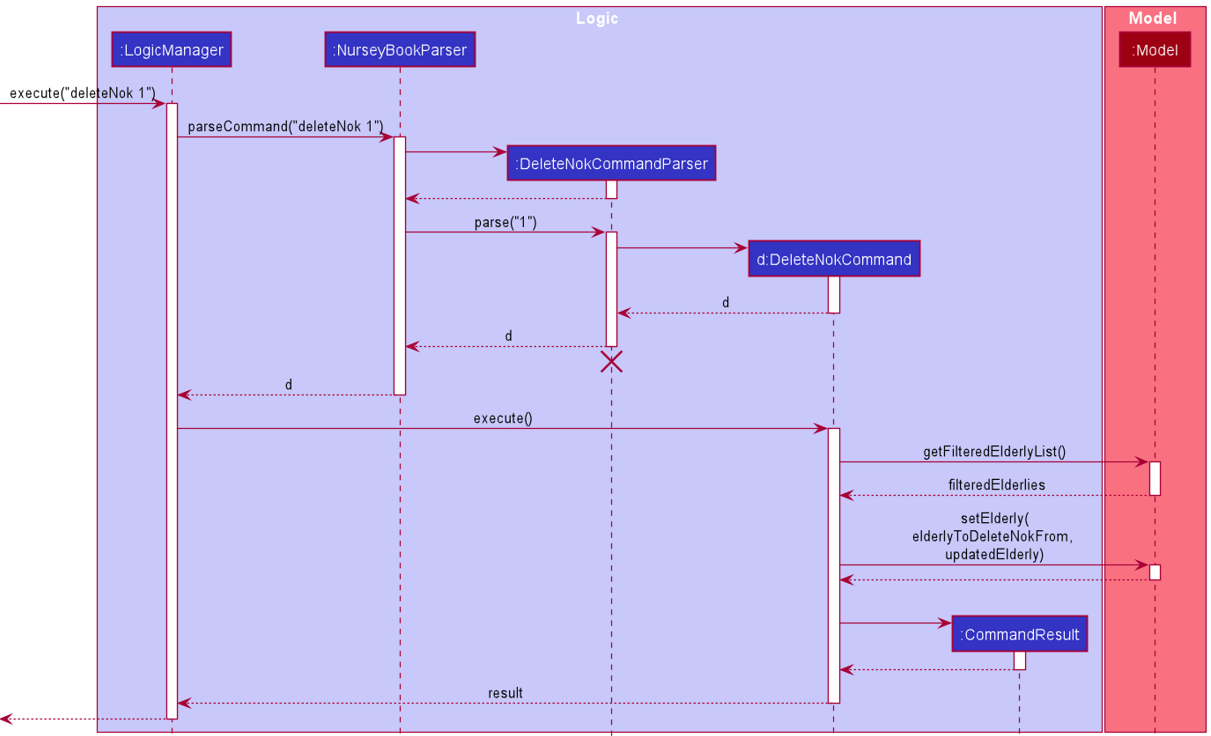 Logic
Model
:LogicManager
:NurseyBookParser
:Model
execute("deleteNok 1")
parseCommand("deleteNok 1")
:DeleteNokCommandParser
parse("1")
d:DeleteNokCommand
d
d
d
execute()
getFilteredElderlyList()
filteredElderlies
setElderly(
elderlyToDeleteNokFrom,
updatedElderly)
:CommandResult
result